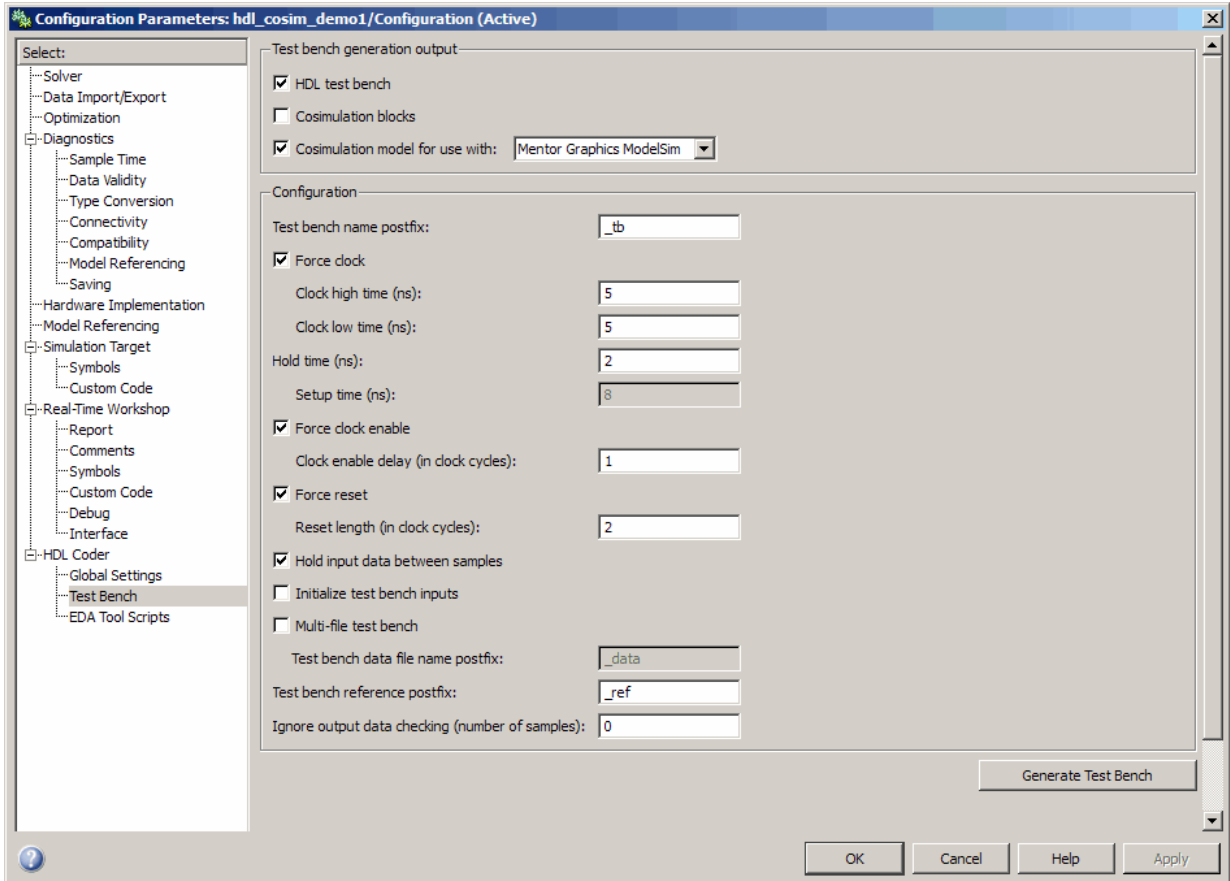 Configuration Parameters: hdl_cosim_demo1/Configuration (Active)
Select:
Solver
Data Import/Export
Optimization
Diagnostics
Sample Time
Data Validity
Type Conversion
Connectivity
Compatibility
Model Referencing
Saving
Hardware Implementation
Model Referencing
Simulation Target
Symbols
Custom Code
Real-Time Workshop
Report
Comments
Symbols
Custom Code
Debug
Interface
HDL Coder
Global Settings
Test Bench
EDA Tool Scripts
Test bench generation output
HDL test bench
Cosimulation blocks
Cosimulation model for use with: Mentor Graphics ModelSim
Configuration
Test bench name postfix: _tb
Force clock
Clock high time (ns): 5
Clock low time (ns): 5
Hold time (ns): 2
Setup time (ns): 8
Force clock enable
Clock enable delay (in clock cycles): 1
Force reset
Reset length (in clock cycles): 2
Hold input data between samples
Initialize test bench inputs
Multi-file test bench
Test bench data file name postfix: _data
Test bench reference postfix: _ref
Ignore output data checking (number of samples): 0
Generate Test Bench
OK Cancel Help Apply